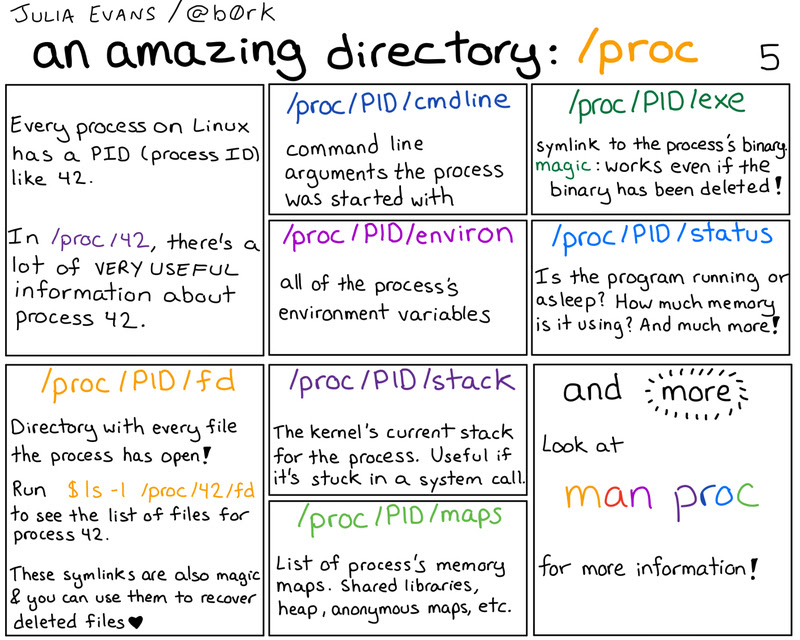 JULIA EVANS / @b0rk
an amazing directory: /proc
5
Every process on Linux
has a PID (process ID)
like 42.
In /proc/42, there's a
lot of VERY USEFUL
information about
process 42.
/proc/PID/cmdline
command line
arguments the process
was started with
/proc/PID/exe
symlink to the process's binary.
magic: works even if the
binary has been deleted!
/proc/PID/environ
all of the process's
environment variables
/proc/PID/status
Is the program running or
asleep? How much memory
is it using? And much more!
/proc/PID/fd
Directory with every file
the process has open!
Run $ ls -l /proc/42/fd
to see the list of files for
process 42.
These symlinks are also magic
& you can use them to recover
deleted files ♥
/proc/PID/stack
The kernel's current stack
for the process. Useful if
it's stuck in a system call.
/proc/PID/maps
List of process's memory
maps. Shared libraries,
heap, anonymous maps, etc.
and more
Look at
man proc
for more information!